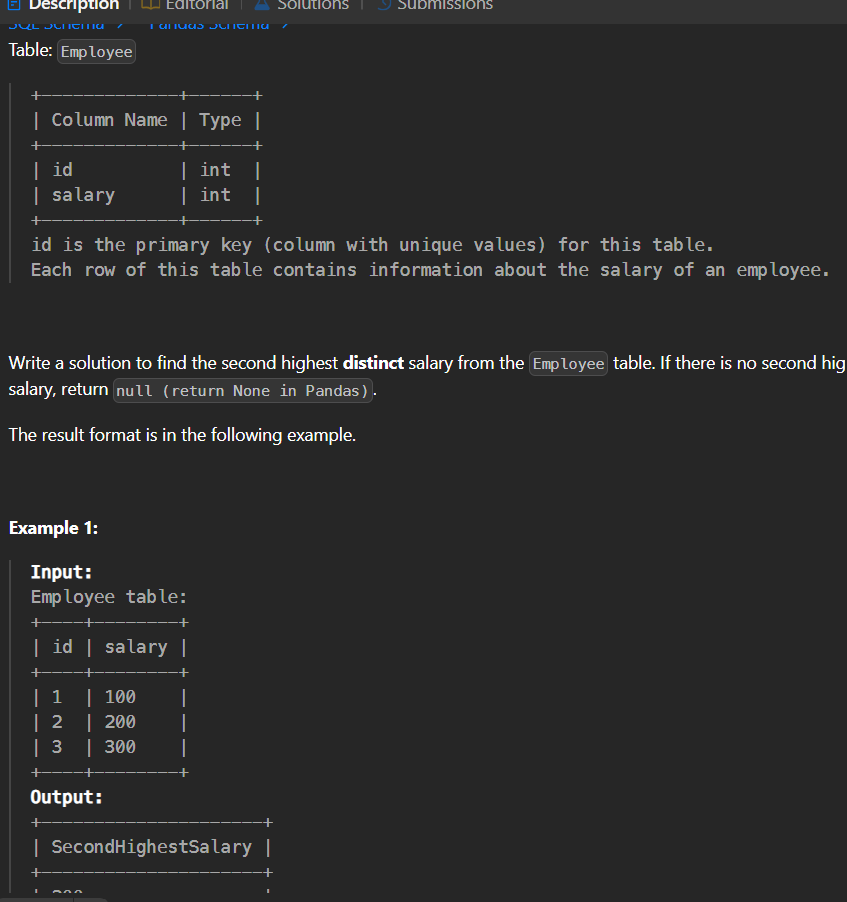 Description | Editorial | Solutions | Submissions
SQL Schema > Pandas Schema >
Table: Employee
+-------------+------+
| Column Name | Type |
+-------------+------+
| id          | int  |
| salary      | int  |
+-------------+------+
id is the primary key (column with unique values) for this table.
Each row of this table contains information about the salary of an employee.
Write a solution to find the second highest distinct salary from the Employee table. If there is no second hig
salary, return null (return None in Pandas).
The result format is in the following example.
Example 1:
Input:
Employee table:
+----+--------+
| id | salary |
+----+--------+
| 1  | 100    |
| 2  | 200    |
| 3  | 300    |
+----+--------+
Output:
+---------------------+
| SecondHighestSalary |
+---------------------+